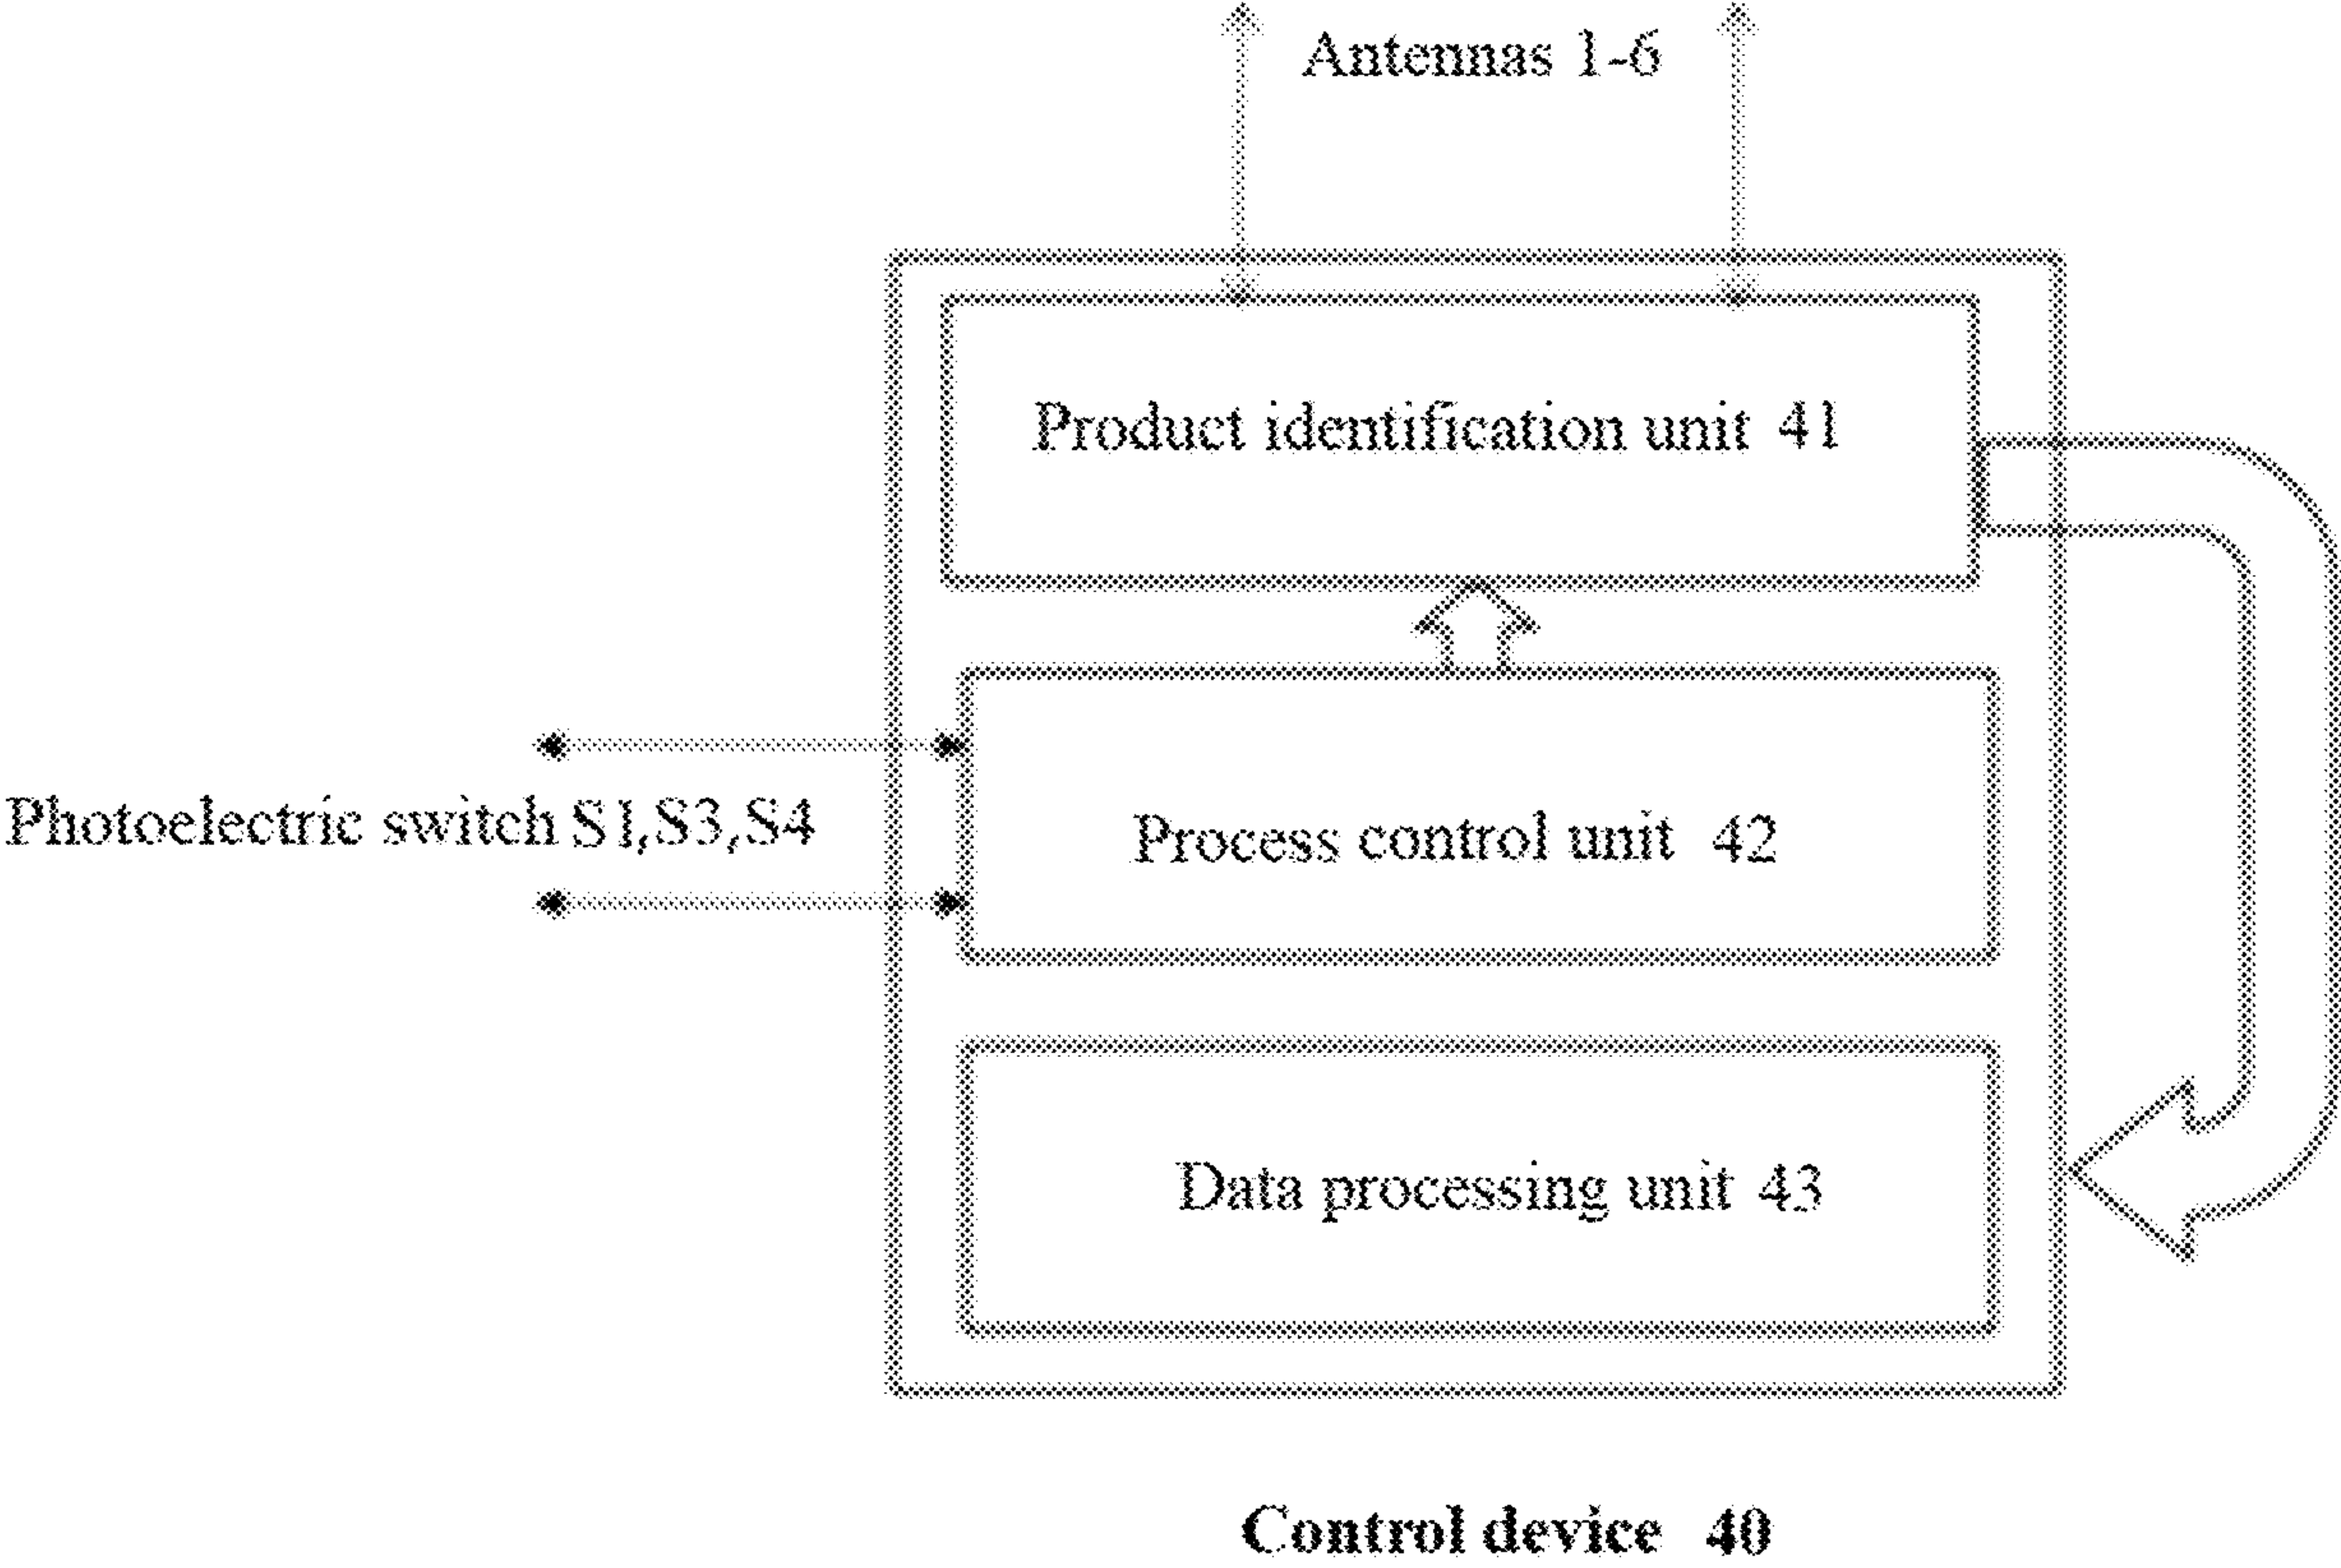 Antennas 1-6
Product identification unit 41
Photoelectric switch S1,S3,S4
Process control unit 42
Data processing unit 43
Control device 40